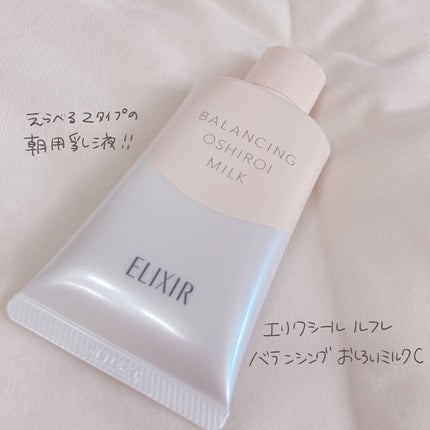 えらべる2タイプの
朝用乳液!!
BALANCING
OSHIROI
MILK
ELIXIR
エリクシール ルフレ
バランシング おしろいミルクC